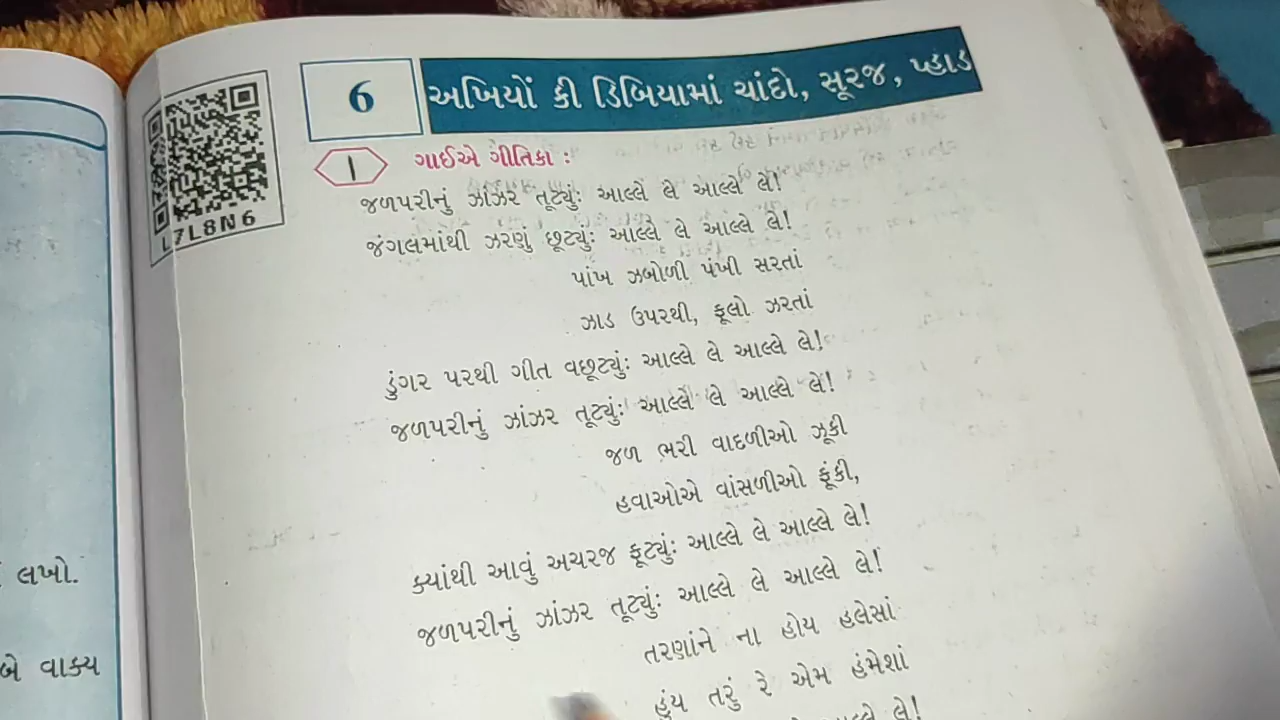 6
અખિયોં કી ડિબિયામાં ચાંદો, સૂરજ, પ્હાડ
L7L8N6
1 ગાઈએ ગીતિકા :
જળપરીનું ઝાંઝર તૂટ્યુંઃ આલ્લે લે આલ્લે લે!
જંગલમાંથી ઝરણું છૂટ્યુંઃ આલ્લે લે આલ્લે લે!
પાંખ ઝબોળી પંખી સરતાં
ઝાડ ઉપરથી, ફૂલો ઝરતાં
ડુંગર પરથી ગીત વછૂટ્યુંઃ આલ્લે લે આલ્લે લે!
જળપરીનું ઝાંઝર તૂટ્યુંઃ આલ્લે લે આલ્લે લે!
જળ ભરી વાદળીઓ ઝૂકી
હવાઓએ વાંસળીઓ ફૂંકી,
ક્યાંથી આવું અચરજ ફૂટ્યુંઃ આલ્લે લે આલ્લે લે!
જળપરીનું ઝાંઝર તૂટ્યુંઃ આલ્લે લે આલ્લે લે!
તરણાંને ના હોય હલેસાં
હુંય તરું રે એમ હંમેશાં
લે!
લખો.
બે વાક્ય